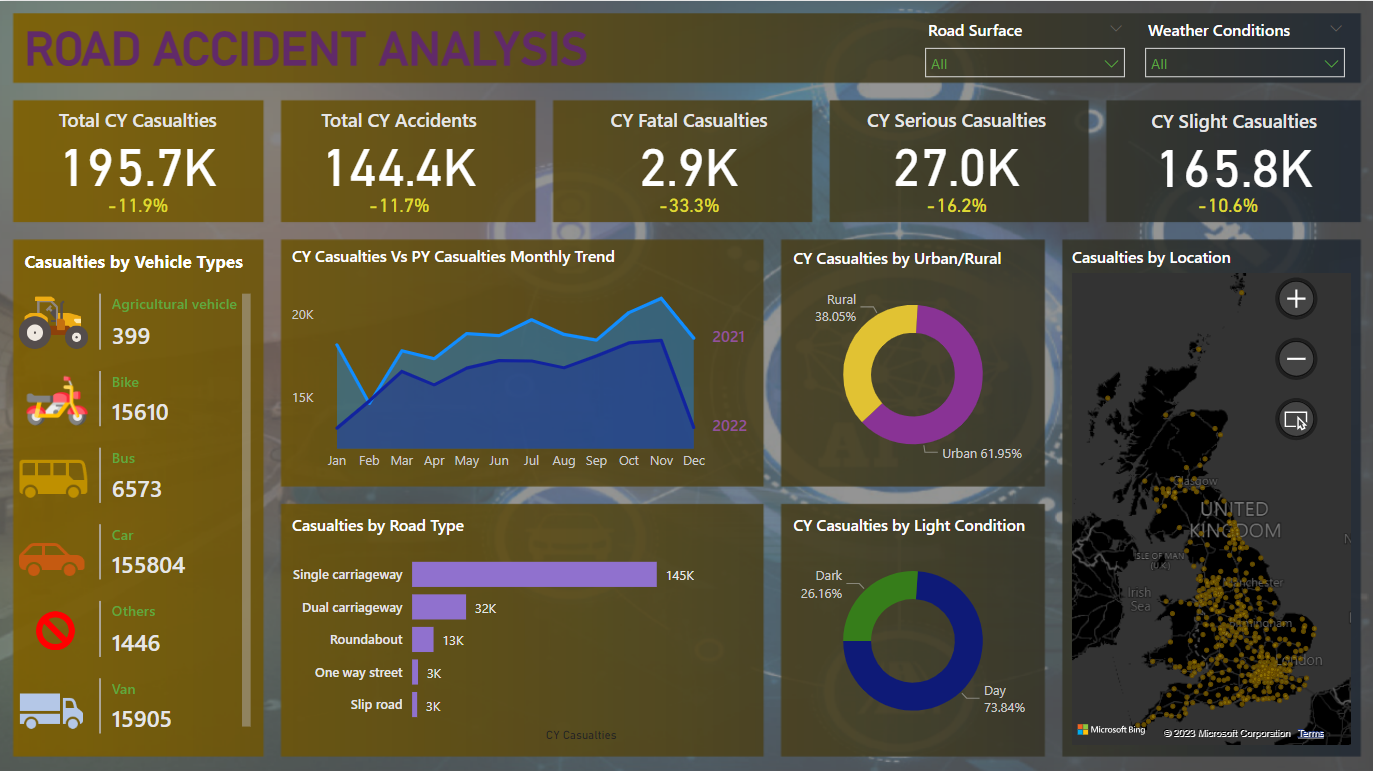 ROAD ACCIDENT ANALYSIS
Road Surface
All
Weather Conditions
All
Total CY Casualties
195.7K
-11.9%
Total CY Accidents
144.4K
-11.7%
CY Fatal Casualties
2.9K
-33.3%
CY Serious Casualties
27.0K
-16.2%
CY Slight Casualties
165.8K
-10.6%
Casualties by Vehicle Types
Agricultural vehicle
399
Bike
15610
Bus
6573
Car
155804
Others
1446
Van
15905
CY Casualties Vs PY Casualties Monthly Trend
20K
15K
2021
2022
Jan Feb Mar Apr May Jun Jul Aug Sep Oct Nov Dec
Casualties by Road Type
Single carriageway 145K
Dual carriageway 32K
Roundabout 13K
One way street 3K
Slip road 3K
CY Casualties
CY Casualties by Urban/Rural
Rural
38.05%
Urban 61.95%
CY Casualties by Light Condition
Dark
26.16%
Day
73.84%
Casualties by Location
Glasgow
UNITED
KINGDOM
ISLE OF MAN
(U.K.)
Irish
Sea
Manchester
Birmingham
London
Microsoft Bing
© 2023 Microsoft Corporation Terms